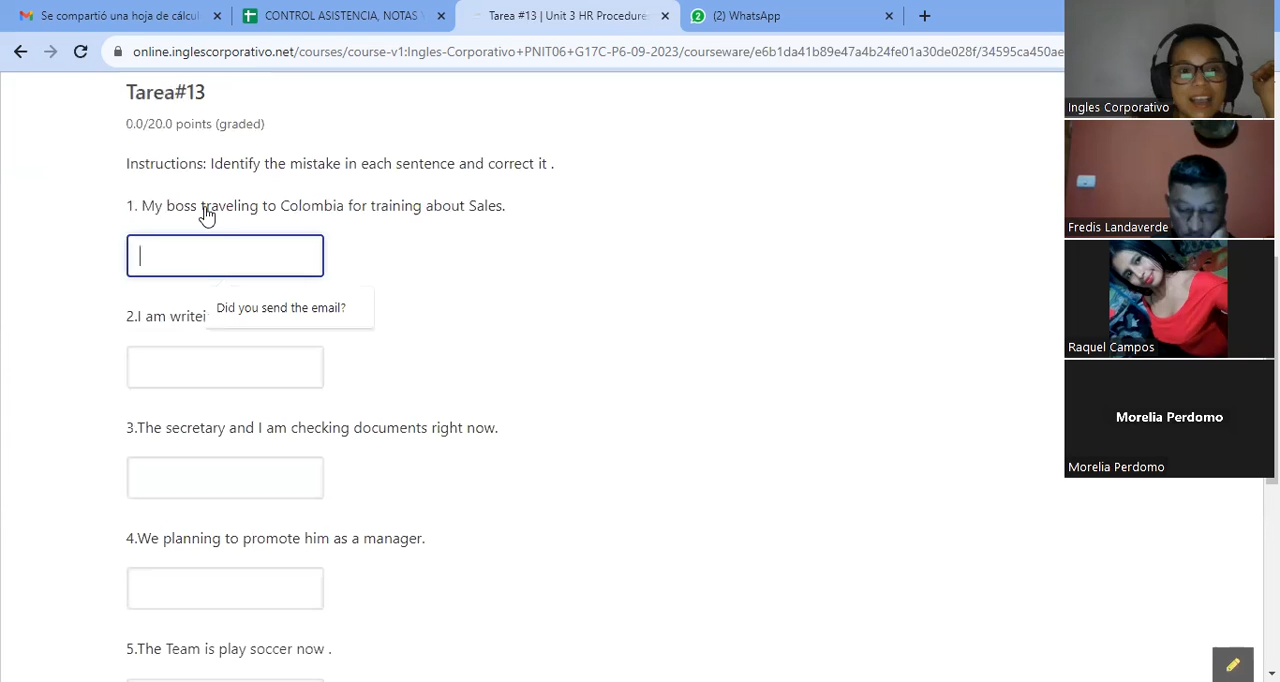 Se compartió una hoja de cálcul
CONTROL ASISTENCIA, NOTAS Y
Tarea #13 | Unit 3 HR Procedure
2
(2) WhatsApp
online.inglescorporativo.net/courses/course-v1:Ingles-Corporativo+PNIT06+G17C-P6-09-2023/courseware/e6b1da41b89e47a4b24fe01a30de028f/34595ca450ae
Tarea#13
0.0/20.0 points (graded)
Instructions: Identify the mistake in each sentence and correct it .
1. My boss traveling to Colombia for training about Sales.
Did you send the email?
2.I am writei
3.The secretary and I am checking documents right now.
4.We planning to promote him as a manager.
5.The Team is play soccer now .
Ingles Corporativo
Fredis Landaverde
Raquel Campos
Morelia Perdomo
Morelia Perdomo